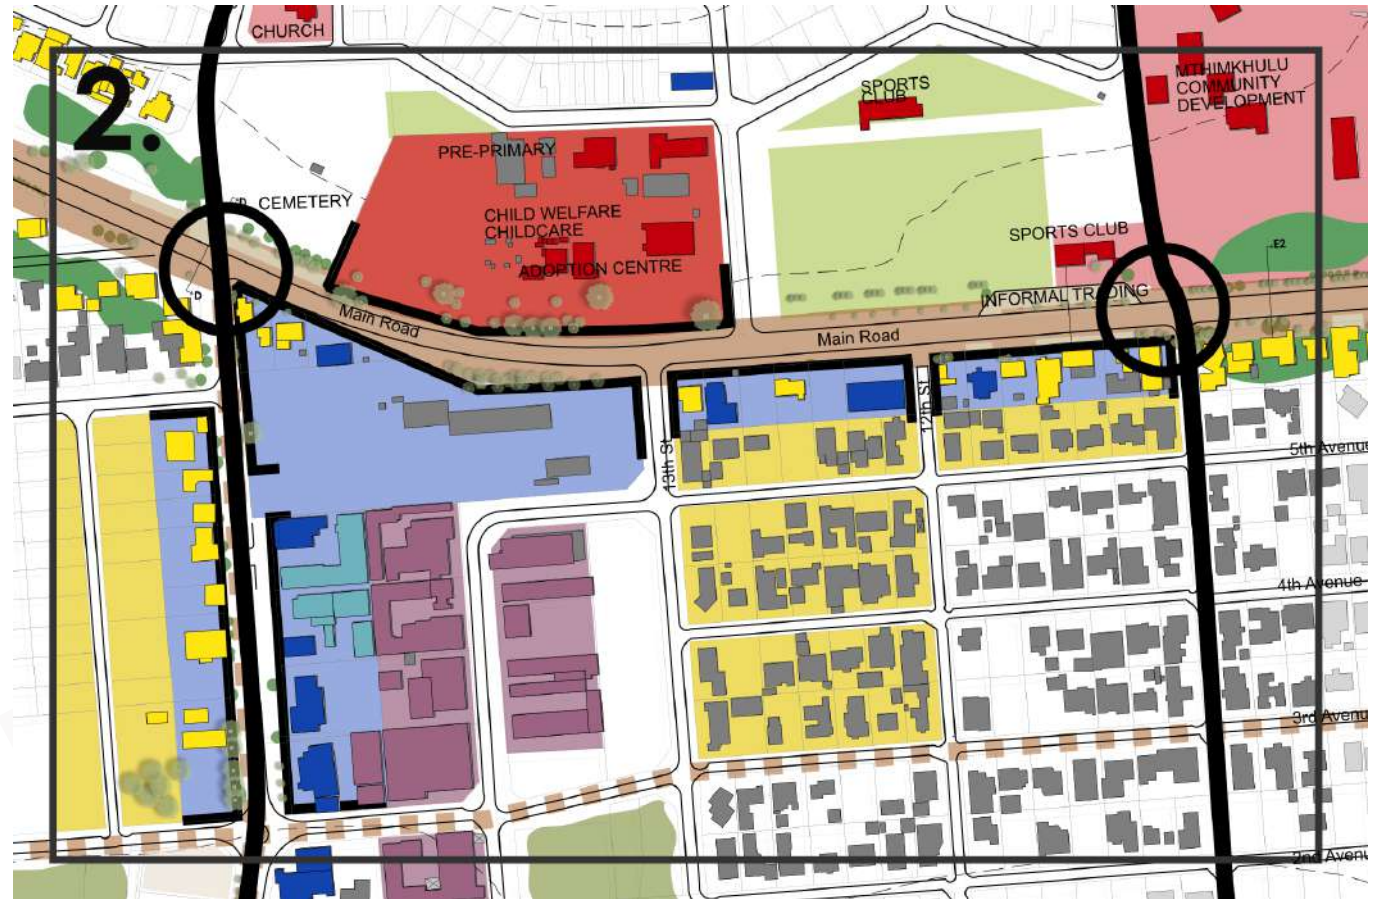 CHURCH
2.
MTHIMKHULU
COMMUNITY
DEVELOPMENT
SPORTS
CLUB
PRE-PRIMARY
CEMETERY
CHILD WELFARE
CHILDCARE
ADOPTION CENTRE
SPORTS CLUB
E2
D
INFORMAL TRADING
Main Road
Main Road
12th St
13th St
5th Avenue
4th Avenue
3rd Avenu
2nd Avenu